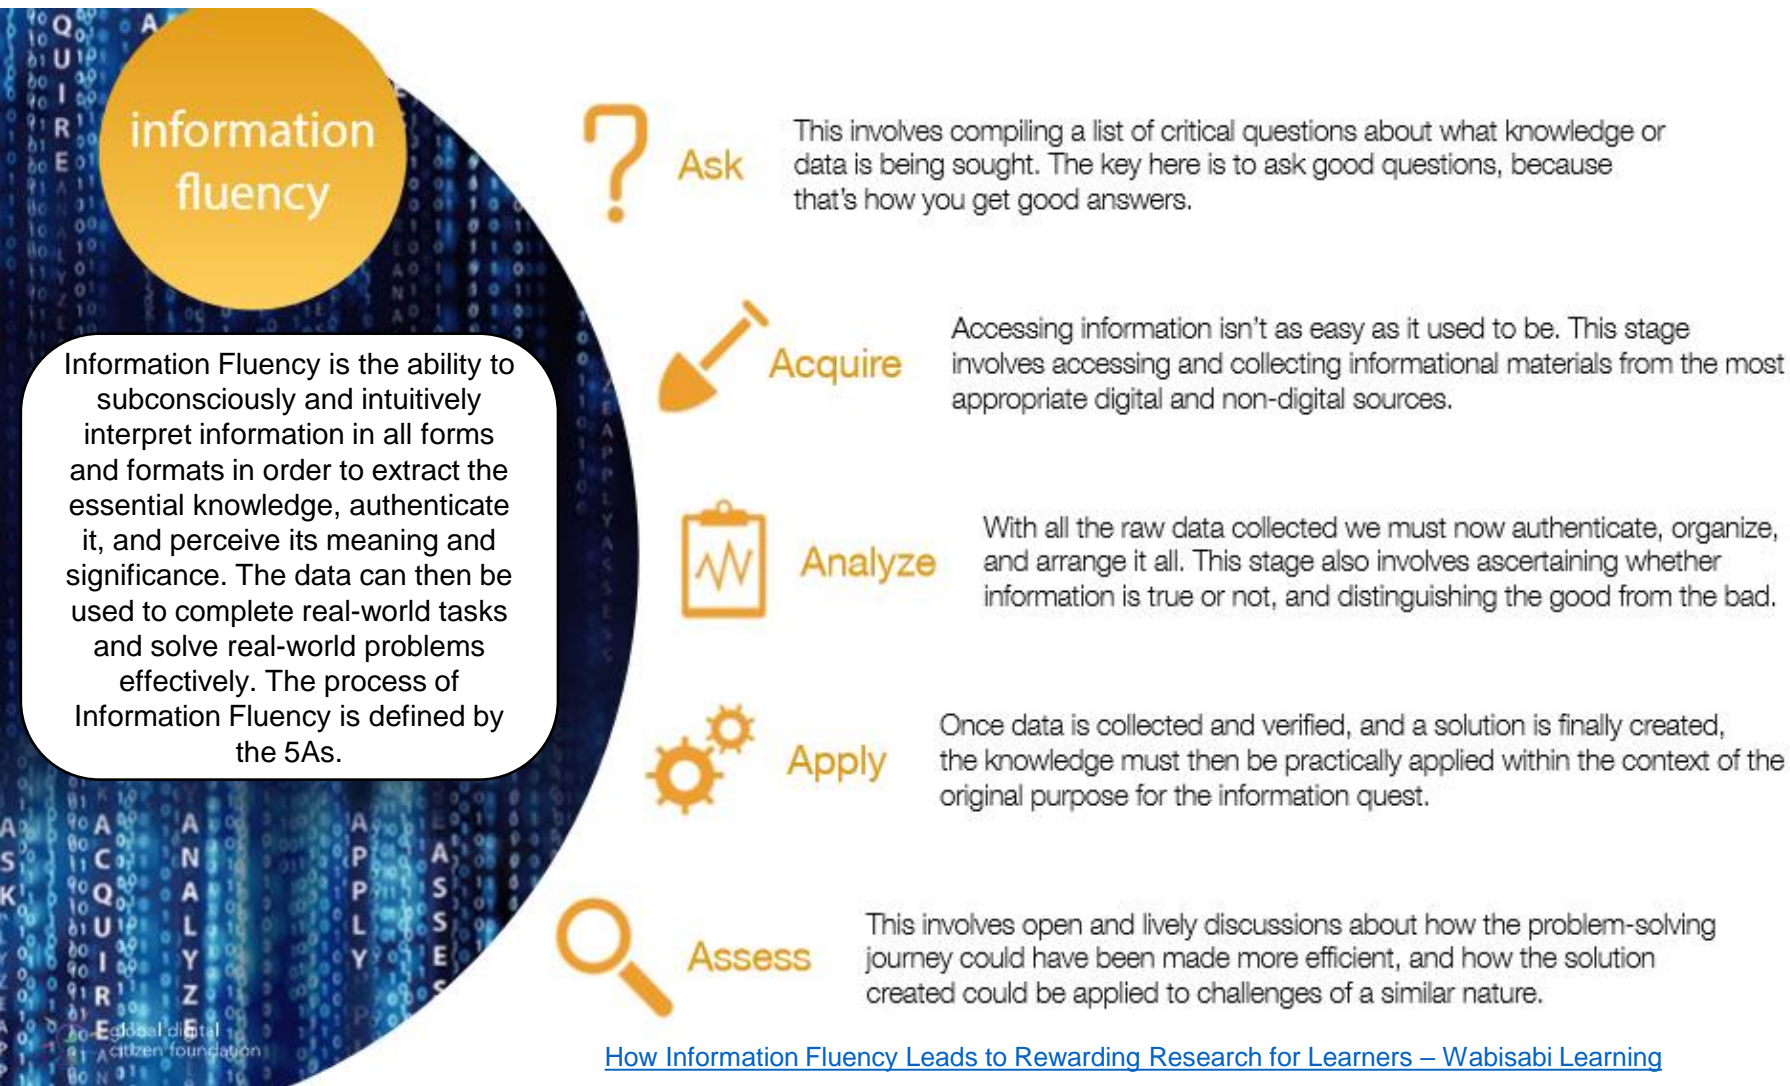 information
fluency
Information Fluency is the ability to
subconsciously and intuitively
interpret information in all forms
and formats in order to extract the
essential knowledge, authenticate
it, and perceive its meaning and
significance. The data can then be
used to complete real-world tasks
and solve real-world problems
effectively. The process of
Information Fluency is defined by
the 5As.
Ask
This involves compiling a list of critical questions about what knowledge or
data is being sought. The key here is to ask good questions, because
that's how you get good answers.
Acquire
Accessing information isn't as easy as it used to be. This stage
involves accessing and collecting informational materials from the most
appropriate digital and non-digital sources.
Analyze
With all the raw data collected we must now authenticate, organize,
and arrange it all. This stage also involves ascertaining whether
information is true or not, and distinguishing the good from the bad.
Apply
Once data is collected and verified, and a solution is finally created,
the knowledge must then be practically applied within the context of the
original purpose for the information quest.
Assess
This involves open and lively discussions about how the problem-solving
journey could have been made more efficient, and how the solution
created could be applied to challenges of a similar nature.
How Information Fluency Leads to Rewarding Research for Learners – Wabisabi Learning
QUIRE
ASK
ACQUIRE
ANALYZE
APPLY
ASSES
global digital
citizen foundation